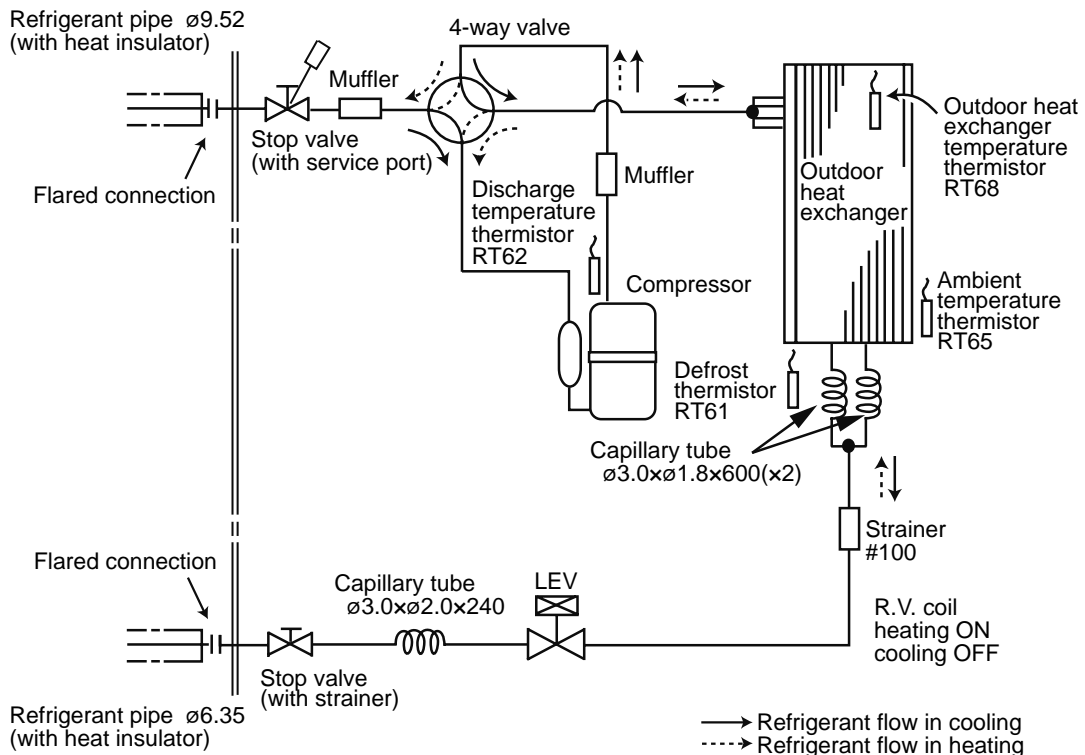 Refrigerant pipe ø9.52
(with heat insulator)
4-way valve
Muffler
Stop valve
(with service port)
Flared connection
Discharge
temperature
thermistor
RT62
Muffler
Compressor
Outdoor
heat
exchanger
Outdoor heat
exchanger
temperature
thermistor
RT68
Ambient
temperature
thermistor
RT65
Defrost
thermistor
RT61
Capillary tube
ø3.0×ø1.8×600(×2)
Strainer
#100
Flared connection
Capillary tube
ø3.0×ø2.0×240
LEV
R.V. coil
heating ON
cooling OFF
Stop valve
(with strainer)
Refrigerant pipe ø6.35
(with heat insulator)
Refrigerant flow in cooling
Refrigerant flow in heating